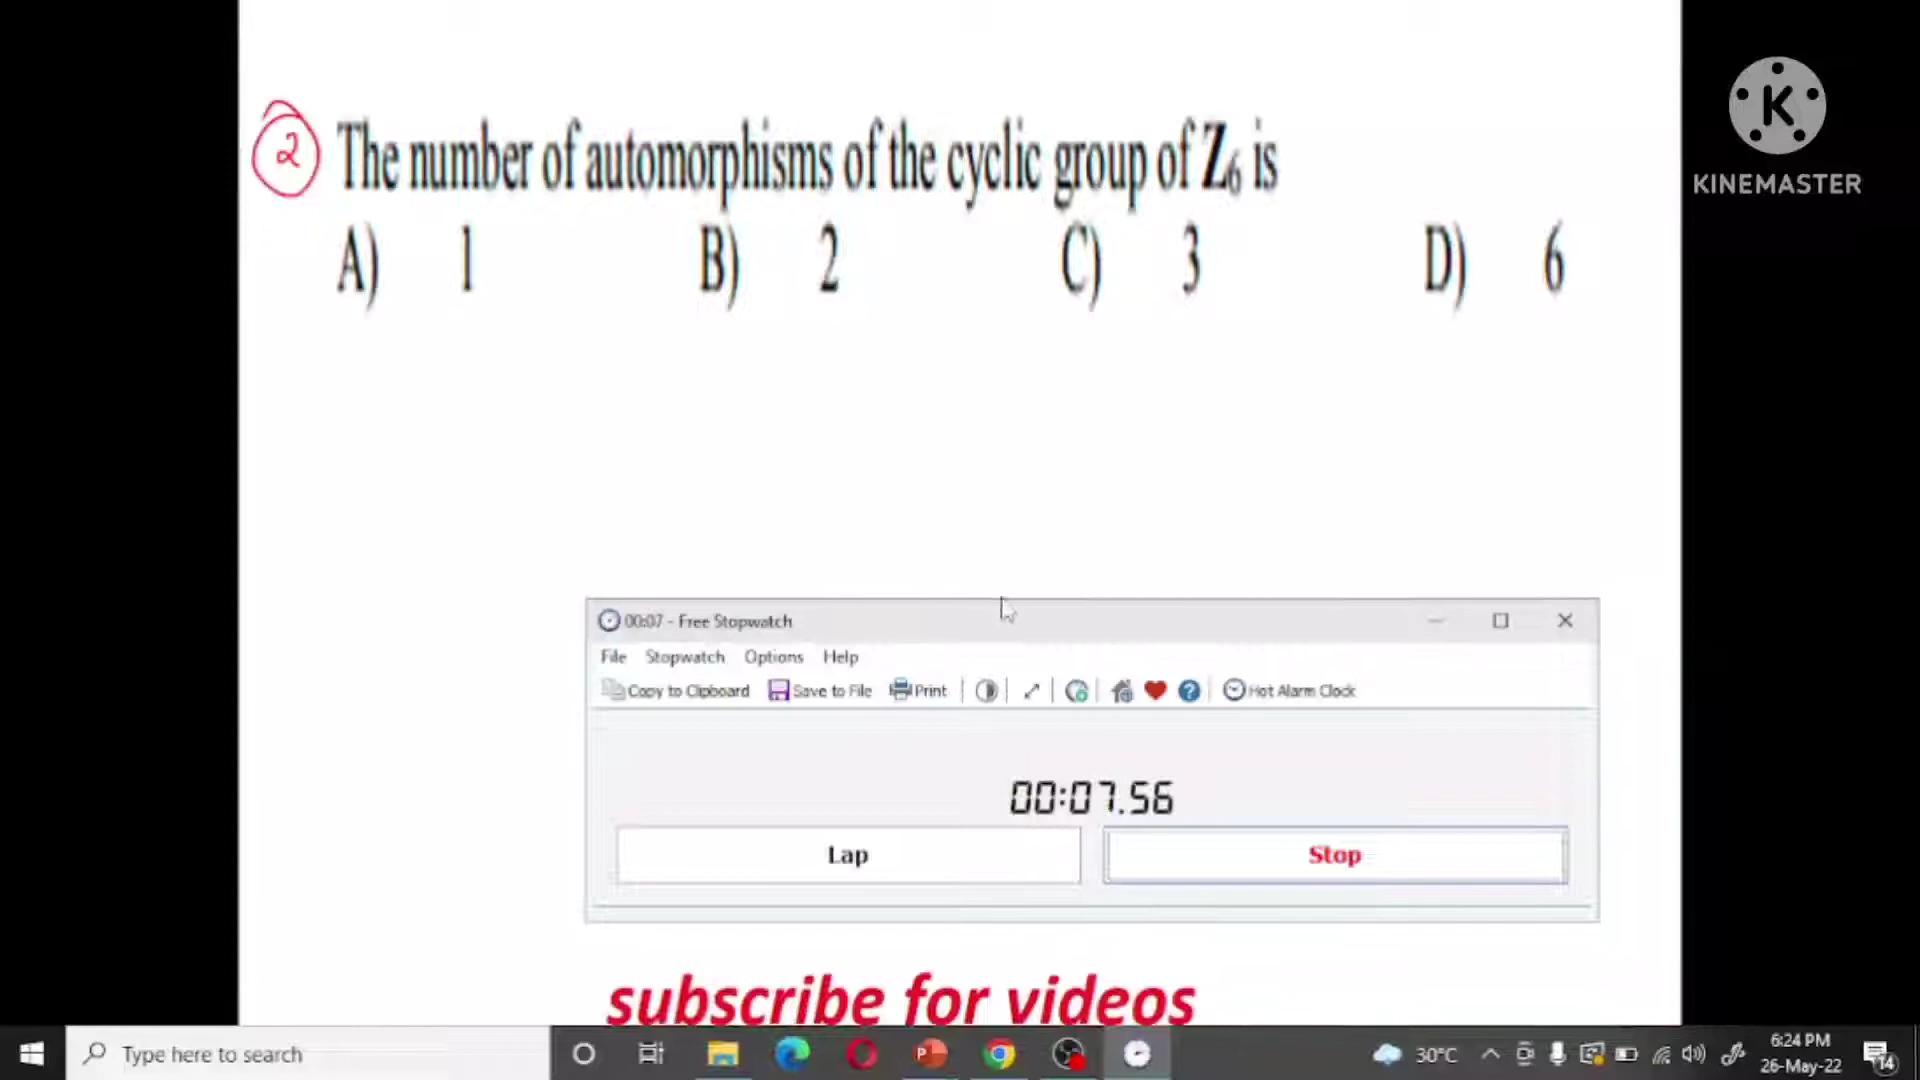 K
KINEMASTER
2 The number of automorphisms of the cyclic group of Z₆ is
A) 1 B) 2 C) 3 D) 6
00:07 - Free Stopwatch
File Stopwatch Options Help
Copy to Clipboard Save to File Print Hot Alarm Clock
00:07.56
Lap Stop
subscribe for videos
Type here to search
30°C
6:24 PM
26-May-22
14